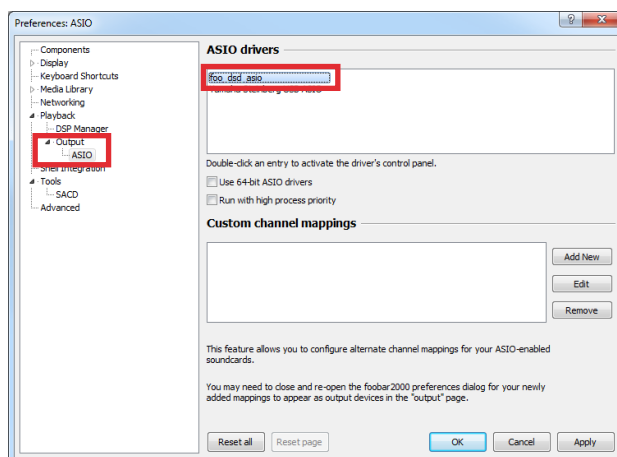 Preferences: ASIO
Components
Display
Keyboard Shortcuts
Media Library
Networking
Playback
DSP Manager
Output
ASIO
Shell Integration
Tools
SACD
Advanced
ASIO drivers
foo_dsd_asio
Yamaha Steinberg USB ASIO
Double-click an entry to activate the driver's control panel.
Use 64-bit ASIO drivers
Run with high process priority
Custom channel mappings
Add New
Edit
Remove
This feature allows you to configure alternate channel mappings for your ASIO-enabled
soundcards.
You may need to close and re-open the foobar2000 preferences dialog for your newly
added mappings to appear as output devices in the "output" page.
Reset all
Reset page
OK
Cancel
Apply